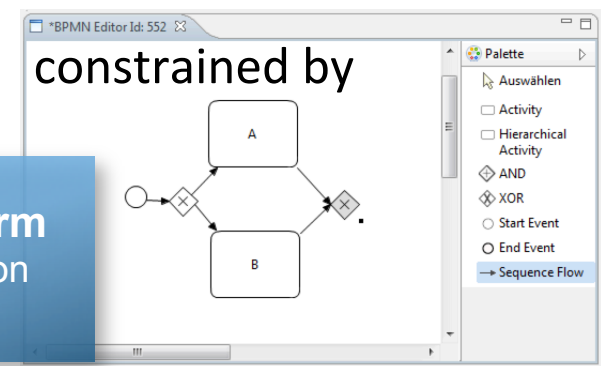 *BPMN Editor Id: 552
constrained by
A
B
.
rm
on
Palette
Auswählen
Activity
Hierarchical
Activity
AND
XOR
Start Event
End Event
Sequence Flow